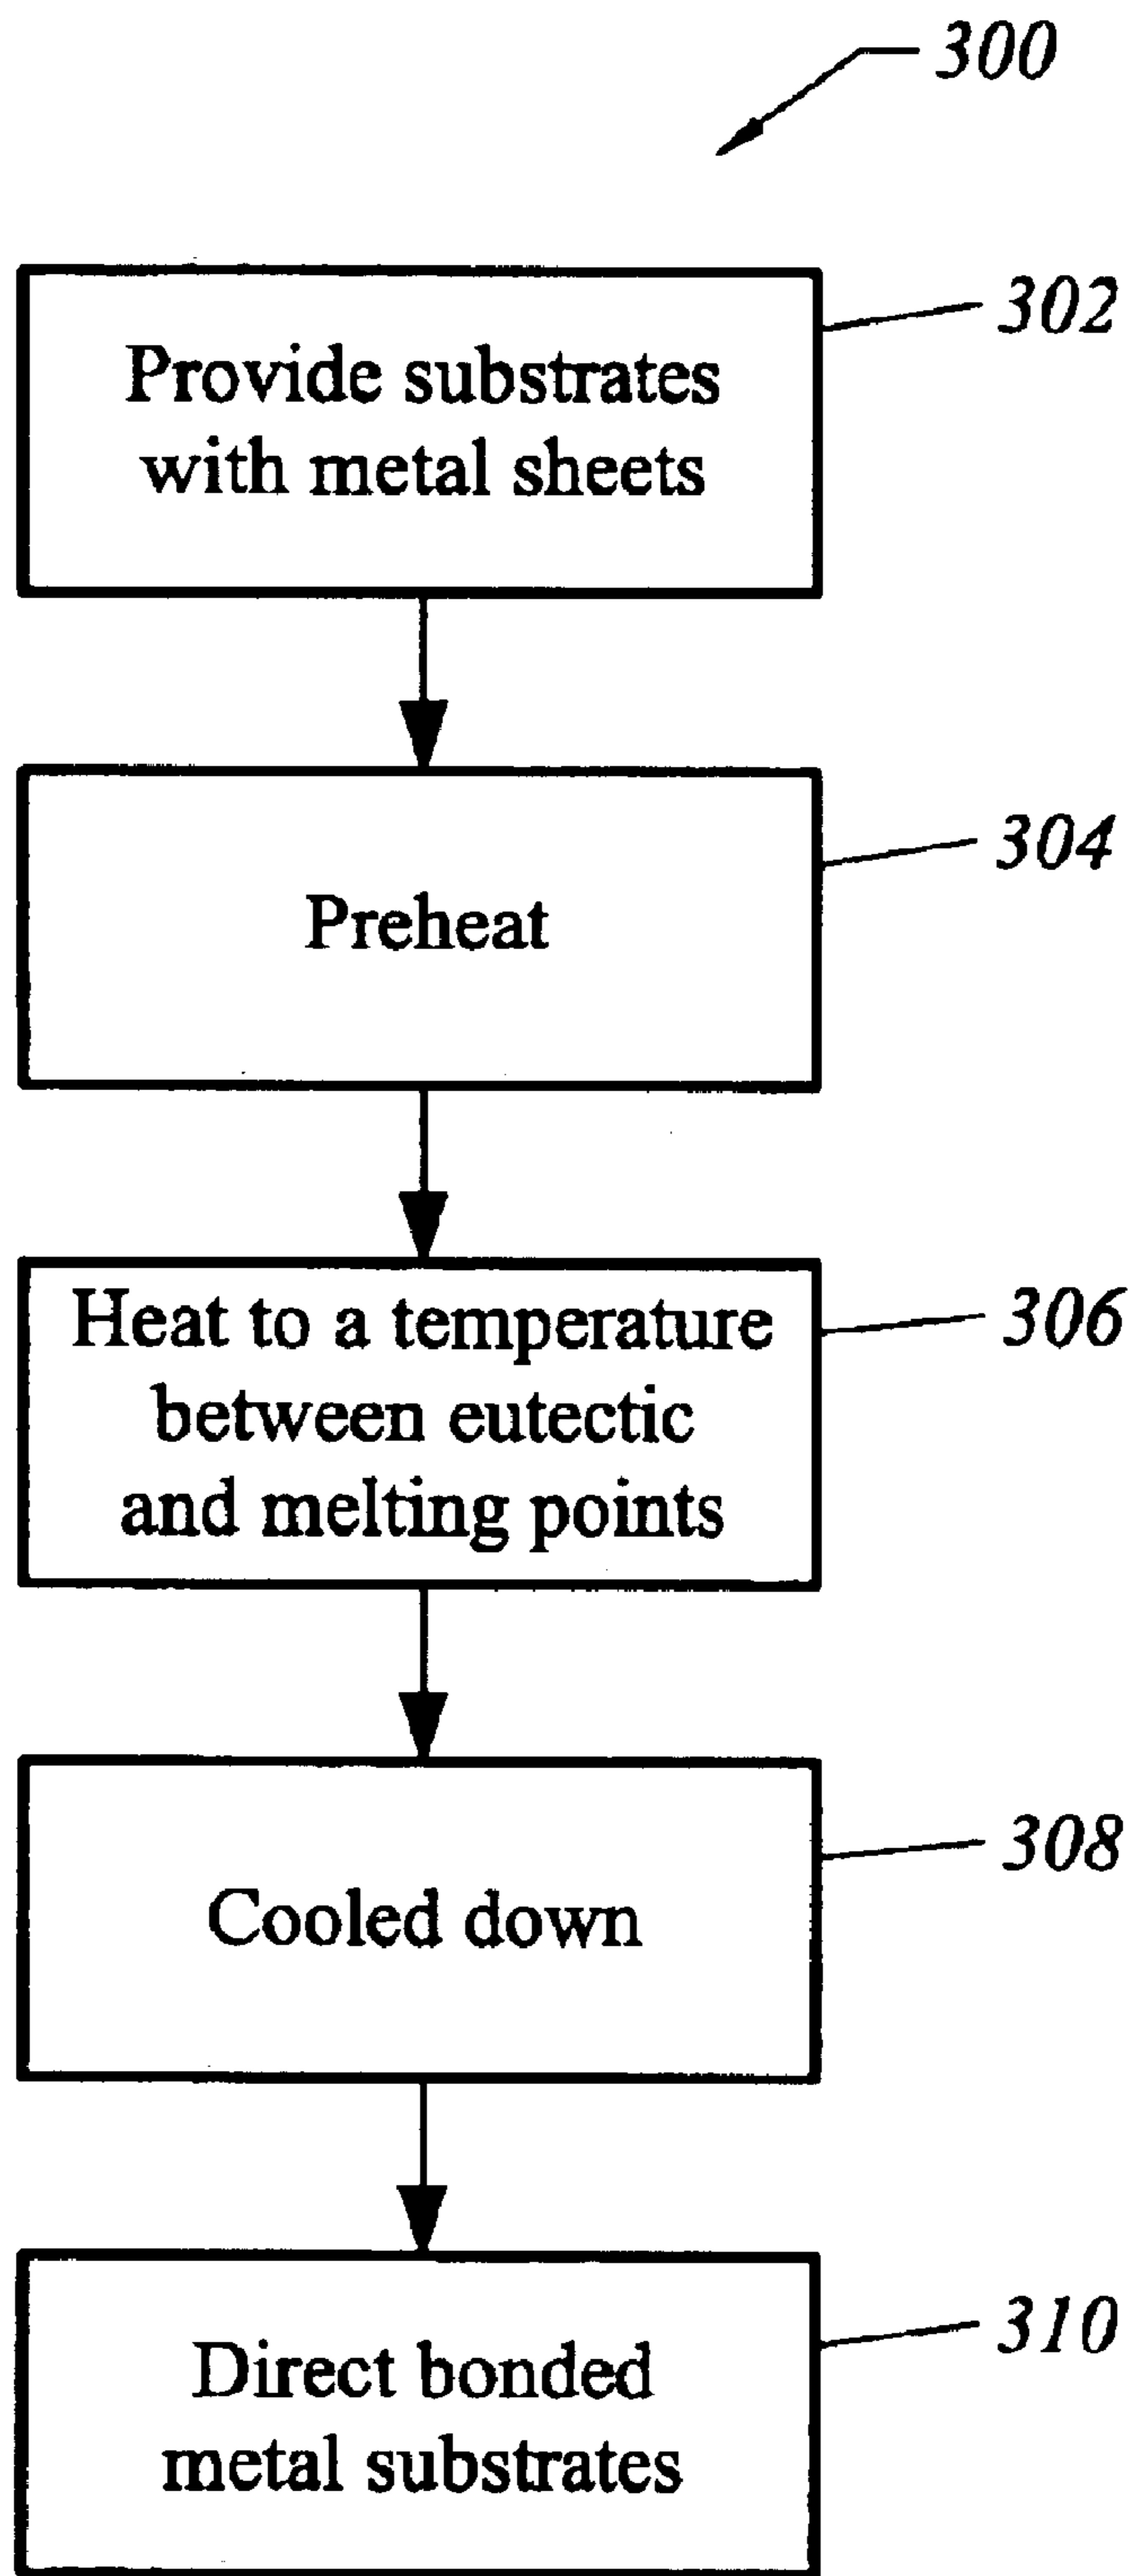 300
302
Provide substrates
with metal sheets
304
Preheat
Heat to a temperature
306
between eutectic
and melting points
308
Cooled down
310
Direct bonded
metal substrates